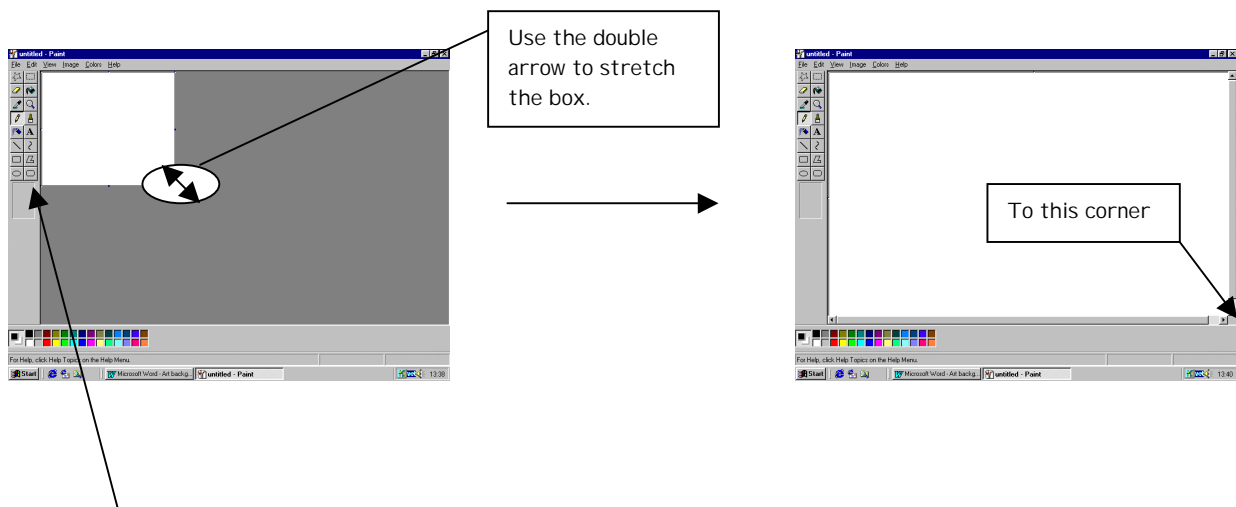 untitled - Paint
File Edit View Image Colors Help
A
For Help, click Help Topics on the Help Menu.
Start
Microsoft Word - Art backg...
untitled - Paint
13:38
Use the double
arrow to stretch
the box.
untitled - Paint
File Edit View Image Colors Help
A
To this corner
For Help, click Help Topics on the Help Menu.
Start
Microsoft Word - Art backg...
untitled - Paint
13:40